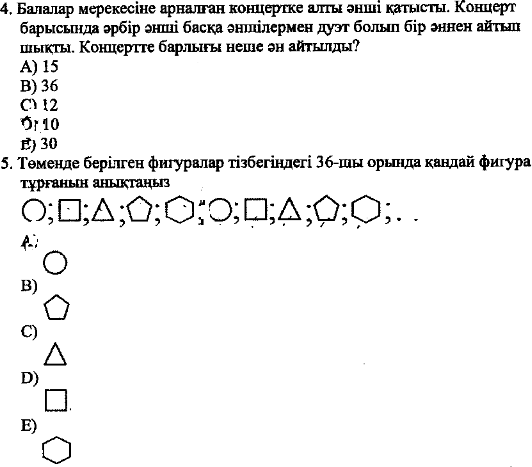 4. Балалар мерекесіне арналған концертке алты әнші қатысты. Концерт
барысында әрбір әнші басқа әншілермен дуэт болып бір әннен айтып
шықты. Концертте барлығы неше ән айтылды?
A) 15
B) 36
C) 12
D) 10
E) 30
5. Төменде берілген фигуралар тізбегіндегі 36-шы орында қандай фигура
тұрғанын анықтаңыз
A)
B)
C)
D)
E)